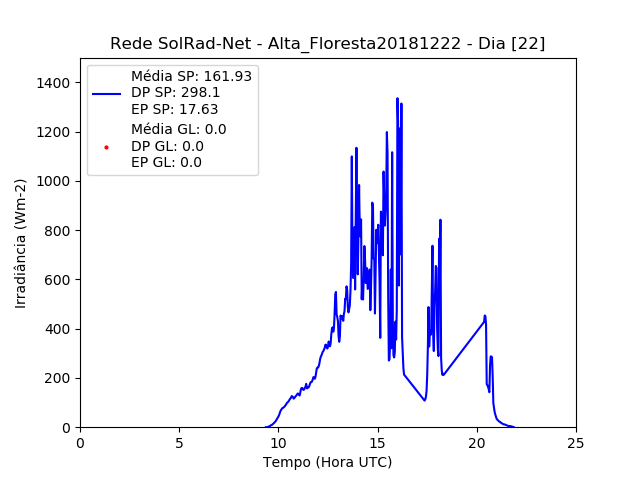 Rede SolRad-Net - Alta_Floresta20181222 - Dia [22]
Média SP: 161.93
DP SP: 298.1
EP SP: 17.63
Média GL: 0.0
DP GL: 0.0
EP GL: 0.0
Irradiância (Wm-2)
1400
1200
1000
800
600
400
200
0
0 5 10 15 20 25
Tempo (Hora UTC)